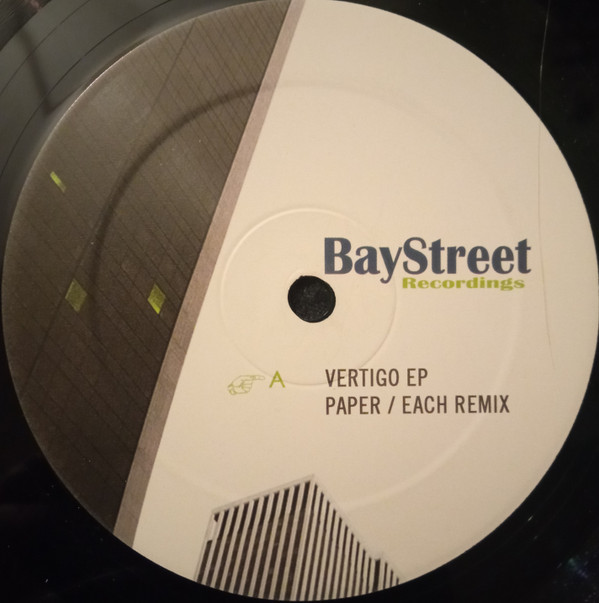 BayStreet
Recordings
A
VERTIGO EP
PAPER / EACH REMIX